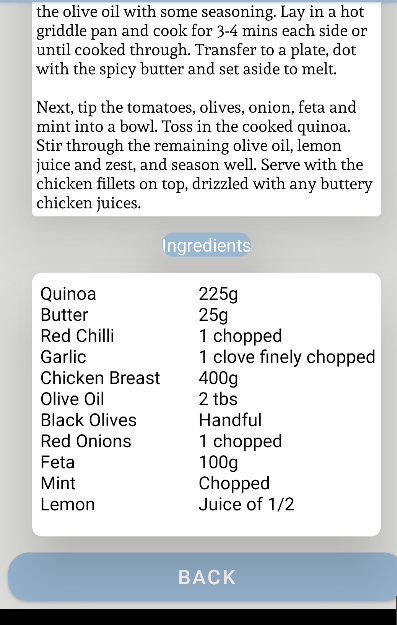 the olive oil with some seasoning. Lay in a hot
griddle pan and cook for 3-4 mins each side or
until cooked through. Transfer to a plate, dot
with the spicy butter and set aside to melt.
Next, tip the tomatoes, olives, onion, feta and
mint into a bowl. Toss in the cooked quinoa.
Stir through the remaining olive oil, lemon
juice and zest, and season well. Serve with the
chicken fillets on top, drizzled with any buttery
chicken juices.
Ingredients
Quinoa 225g
Butter 25g
Red Chilli 1 chopped
Garlic 1 clove finely chopped
Chicken Breast 400g
Olive Oil 2 tbs
Black Olives Handful
Red Onions 1 chopped
Feta 100g
Mint Chopped
Lemon Juice of 1/2
BACK